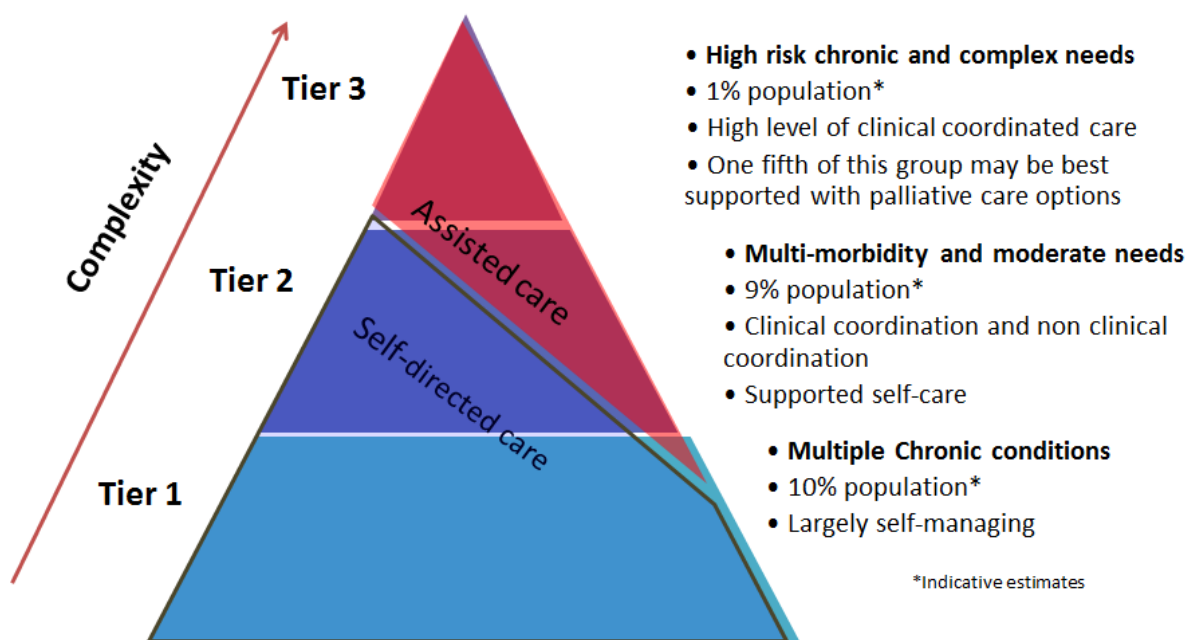 Complexity
Tier 3
Tier 2
Tier 1
Assisted care
Self-directed care
• High risk chronic and complex needs
• 1% population*
• High level of clinical coordinated care
• One fifth of this group may be best
supported with palliative care options
• Multi-morbidity and moderate needs
• 9% population*
• Clinical coordination and non clinical
coordination
• Supported self-care
• Multiple Chronic conditions
• 10% population*
• Largely self-managing
*Indicative estimates